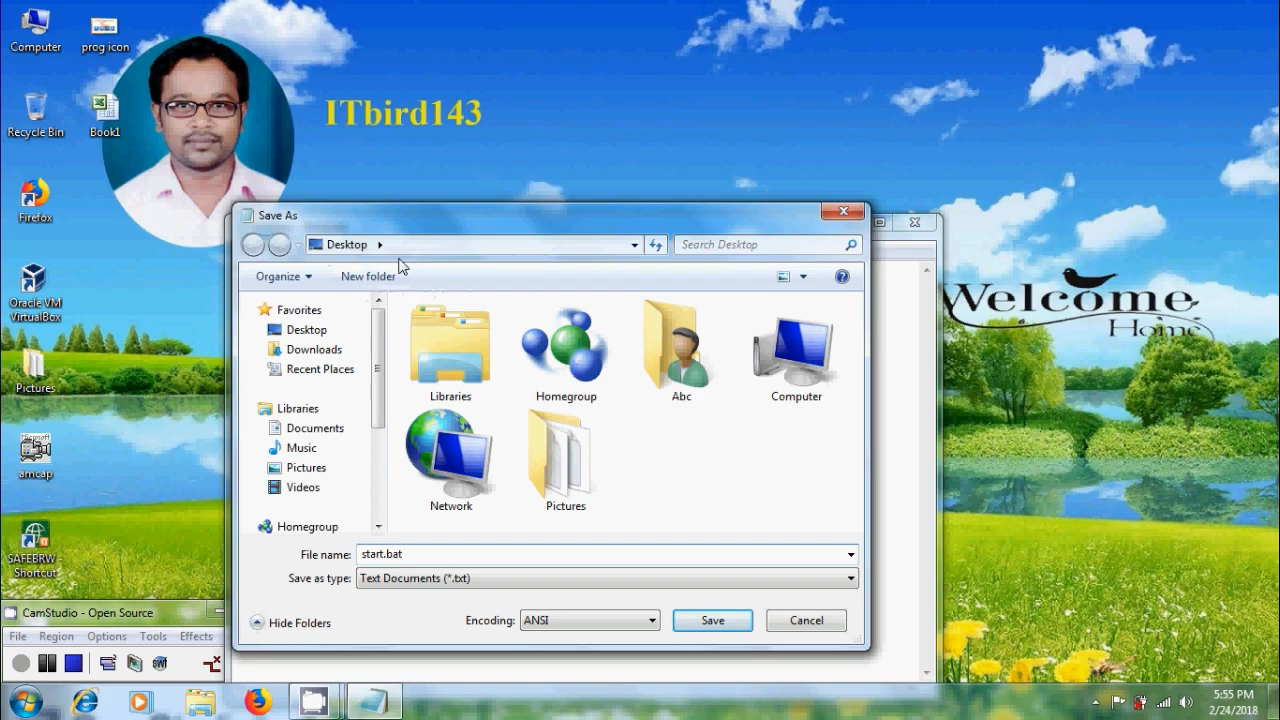 Computer
prog icon
Recycle Bin
Book1
ITbird143
Firefox
Oracle VM
VirtualBox
Pictures
Microsoft
amcap
SAFEBRW -
Shortcut
Welcome
Home
Save As
Desktop
Search Desktop
Organize
New folder
Favorites
Desktop
Downloads
Recent Places
Libraries
Documents
Music
Pictures
Videos
Homegroup
Libraries
Homegroup
Abc
Computer
Network
Pictures
File name:
start.bat
Save as type:
Text Documents (*.txt)
Hide Folders
Encoding:
ANSI
Save
Cancel
CamStudio - Open Source
File
Region
Options
Tools
Effects
SWF
5:55 PM
2/24/2018